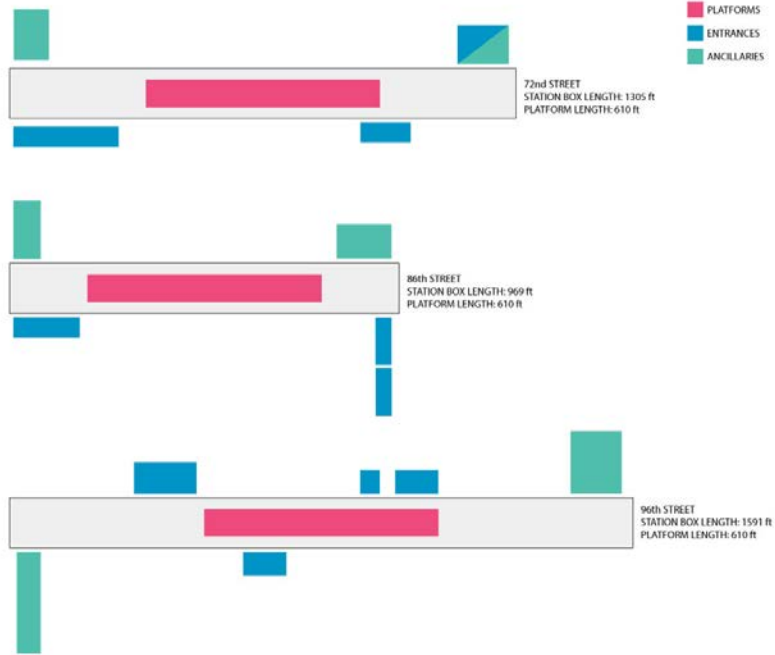 PLATFORMS
ENTRANCES
ANCILLARIES
72nd STREET
STATION BOX LENGTH: 1305 ft
PLATFORM LENGTH: 610 ft
86th STREET
STATION BOX LENGTH: 969 ft
PLATFORM LENGTH: 610 ft
96th STREET
STATION BOX LENGTH: 1591 ft
PLATFORM LENGTH: 610 ft